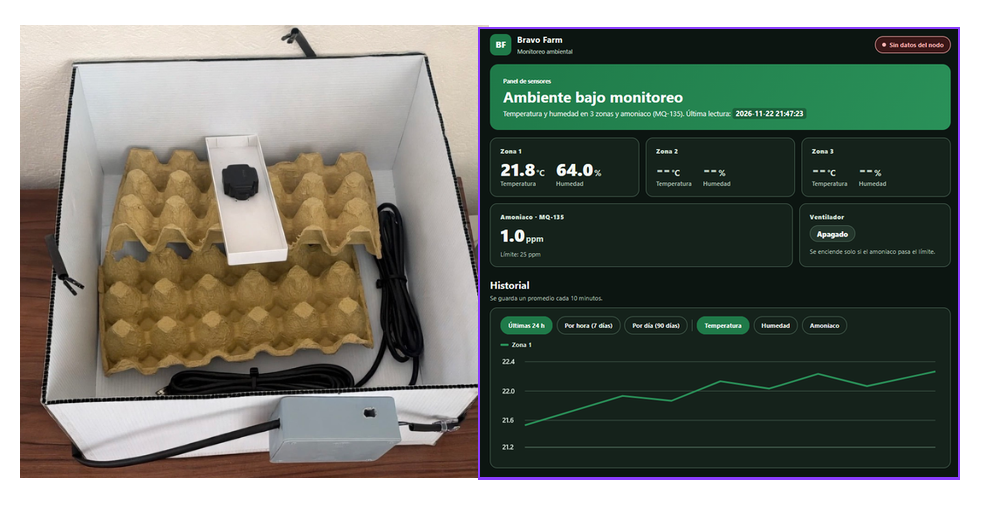 BF
Bravo Farm
Monitoreo ambiental
Sin datos del nodo
Panel de sensores
Ambiente bajo monitoreo
Temperatura y humedad en 3 zonas y amoniaco (MQ-135). Última lectura: 2026-11-22 21:47:23
Zona 1
21.8 °C 64.0 %
Temperatura Humedad
Zona 2
-- °C -- %
Temperatura Humedad
Zona 3
-- °C -- %
Temperatura Humedad
Amoniaco · MQ-135
1.0 ppm
Límite: 25 ppm
Ventilador
Apagado
Se enciende solo si el amoniaco pasa el límite.
Historial
Se guarda un promedio cada 10 minutos.
Últimas 24 h Por hora (7 días) Por día (90 días) Temperatura Humedad Amoniaco
Zona 1
22.4
22.0
21.6
21.2